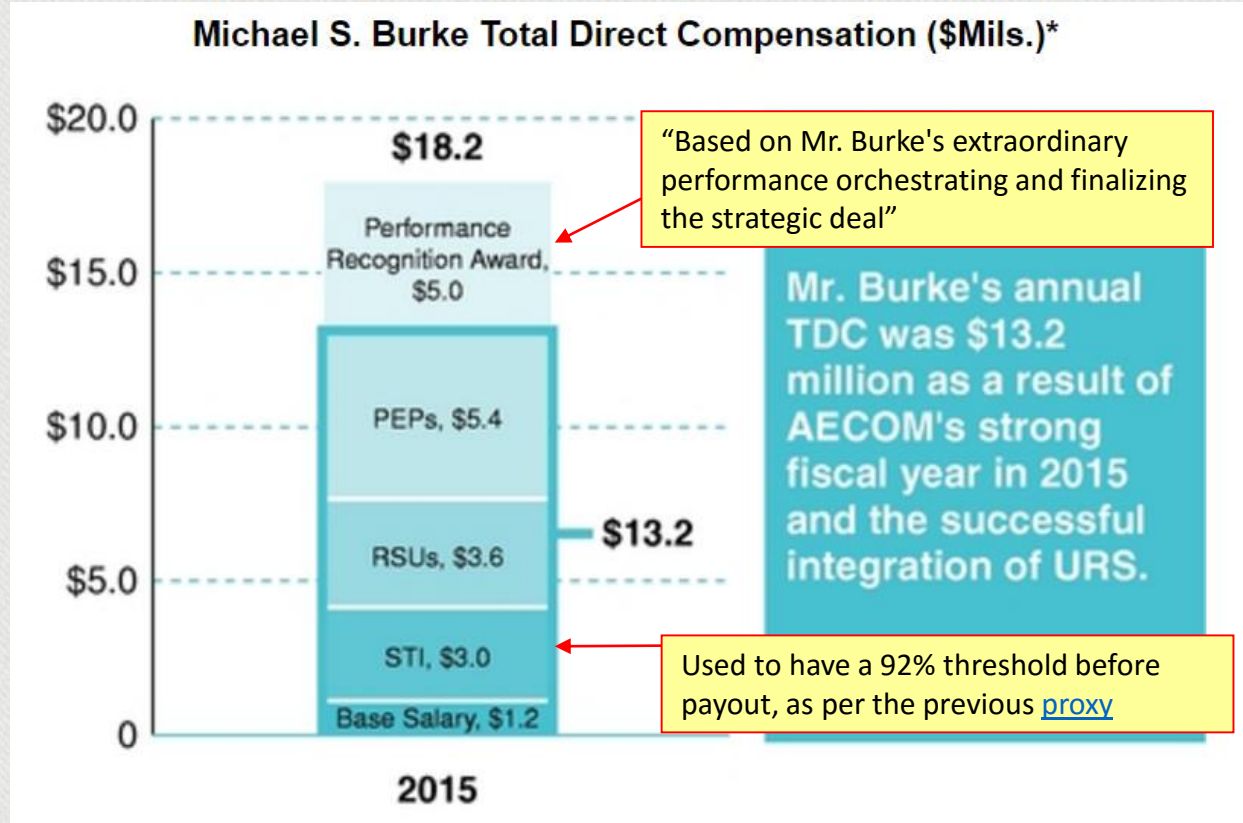 Michael S. Burke Total Direct Compensation ($Mils.)*
$20.0
$18.2
“Based on Mr. Burke's extraordinary
performance orchestrating and finalizing
the strategic deal”
Performance
Recognition Award,
$5.0
$15.0
Mr. Burke's annual
TDC was $13.2
million as a result of
AECOM's strong
fiscal year in 2015
and the successful
integration of URS.
PEPs, $5.4
$10.0
$13.2
RSUs, $3.6
$5.0
STI, $3.0
Used to have a 92% threshold before
payout, as per the previous proxy
Base Salary, $1.2
0
2015